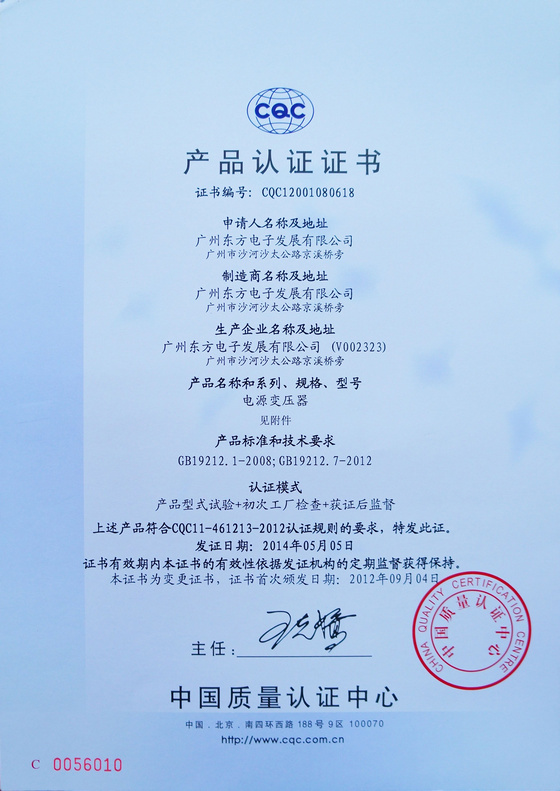 CQC
产品认证证书
证书编号: CQC12001080618
申请人名称及地址
广州东方电子发展有限公司
广州市沙河沙太公路京溪桥旁
制造商名称及地址
广州东方电子发展有限公司
广州市沙河沙太公路京溪桥旁
生产企业名称及地址
广州东方电子发展有限公司 (V002323)
广州市沙河沙太公路京溪桥旁
产品名称和系列、规格、型号
电源变压器
见附件
产品标准和技术要求
GB19212.1-2008;GB19212.7-2012
认证模式
产品型式试验+初次工厂检查+获证后监督
上述产品符合CQC11-461213-2012认证规则的要求，特发此证。
发证日期: 2014年05月05日
证书有效期内本证书的有效性依据发证机构的定期监督获得保持。
本证书为变更证书，证书首次颁发日期: 2012年09月04日
CHINA QUALITY CERTIFICATION CENTRE
中国质量认证中心
主任:
中国质量认证中心
中国．北京．南四环西路188号9区 100070
http://www.cqc.com.cn
C 0056010